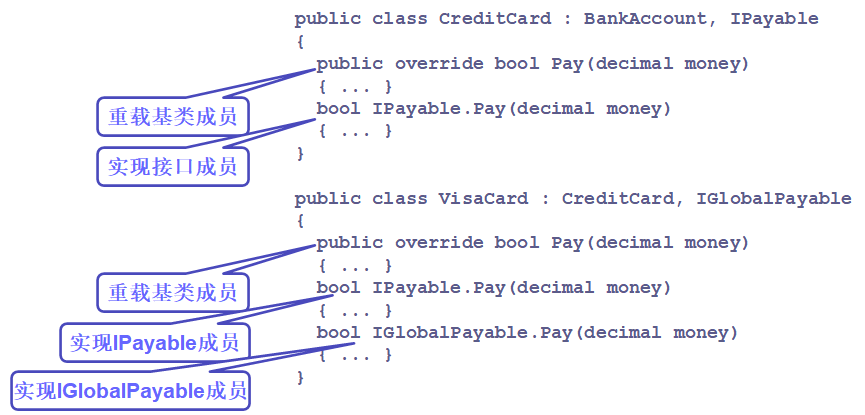 public class CreditCard : BankAccount, IPayable
{
public override bool Pay(decimal money)
{ ... }
重载基类成员
bool IPayable.Pay(decimal money)
{ ... }
实现接口成员
}
public class VisaCard : CreditCard, IGlobalPayable
{
public override bool Pay(decimal money)
{ ... }
重载基类成员
bool IPayable.Pay(decimal money)
{ ... }
实现IPayable成员
bool IGlobalPayable.Pay(decimal money)
{ ... }
实现IGlobalPayable成员
}